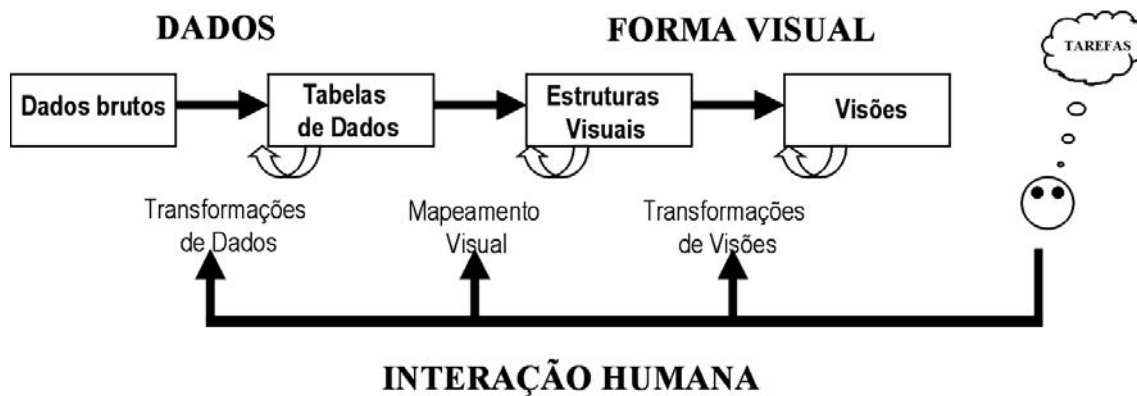 DADOS
FORMA VISUAL
TAREFAS
Dados brutos
Tabelas
de Dados
Estruturas
Visuais
Visões
Transformações
de Dados
Mapeamento
Visual
Transformações
de Visões
INTERAÇÃO HUMANA